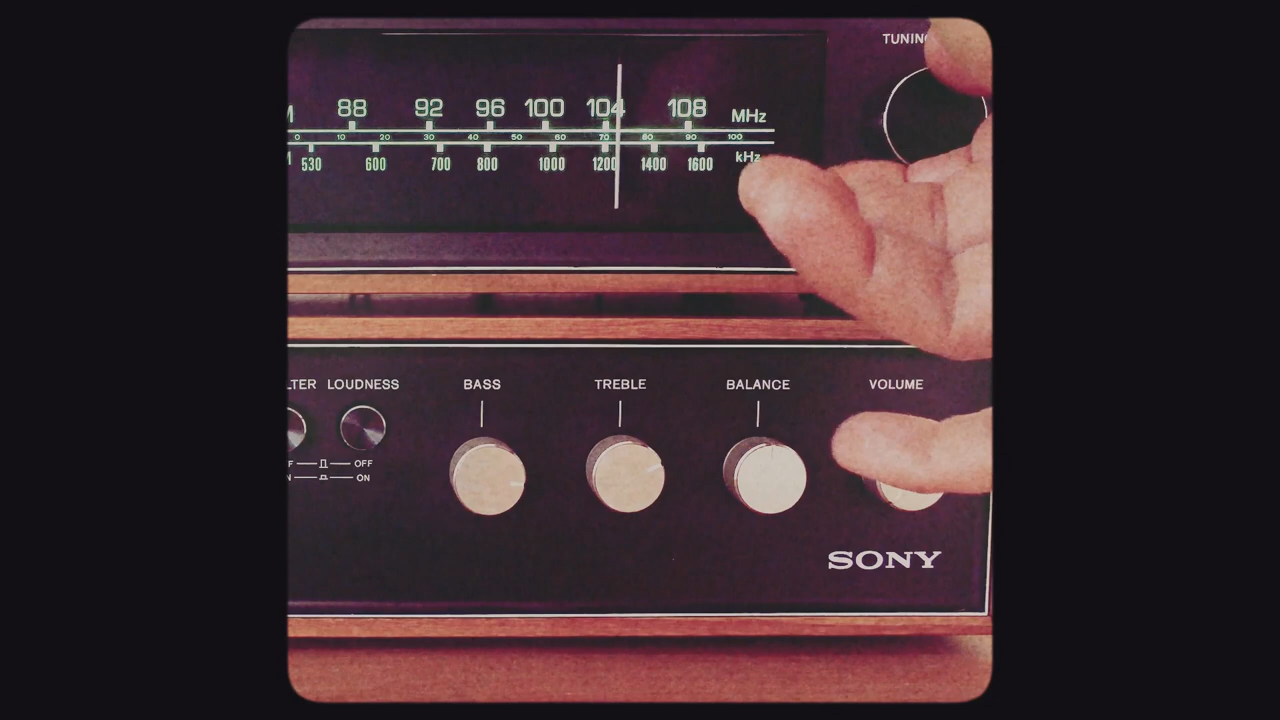 TUNING
88 92 96 100 104 108 MHz
0 10 20 30 40 50 60 70 80 90 100
530 600 700 800 1000 1200 1400 1600 kHz
LOUDNESS BASS TREBLE BALANCE VOLUME
OFF
ON
SONY